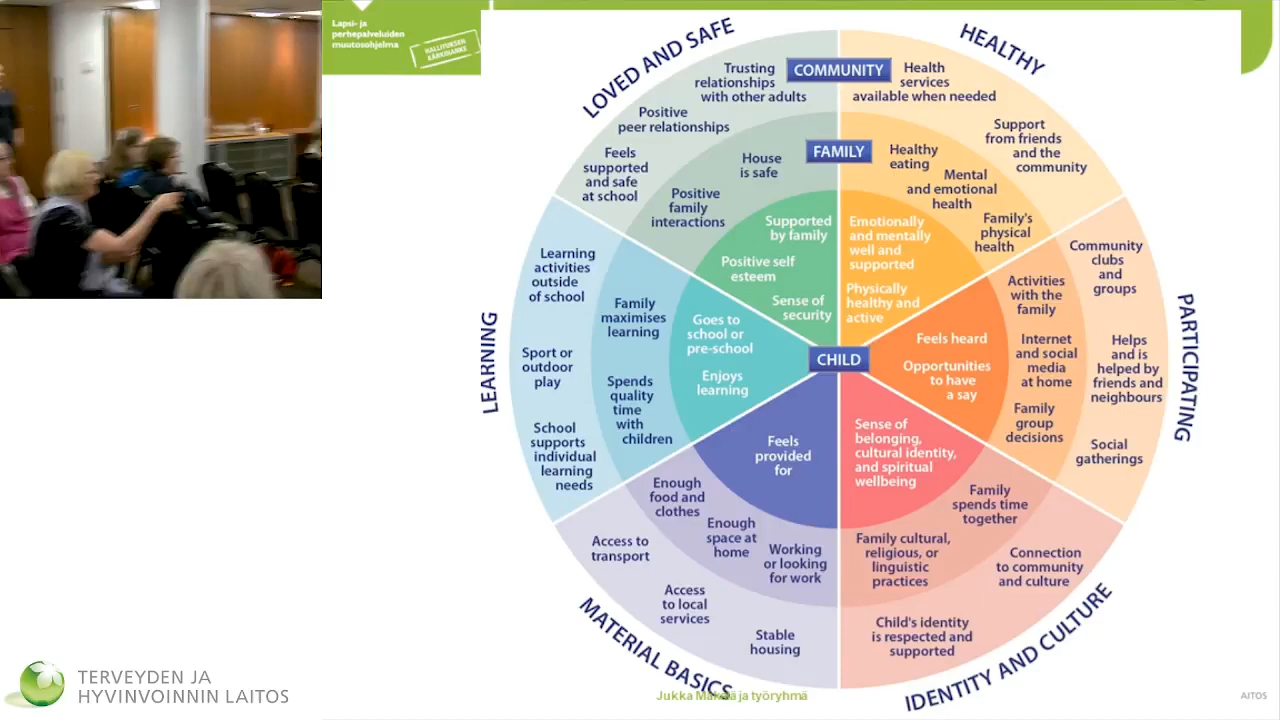 Lapsi- ja
perhepalveluiden
muutosohjelma
HALLITUKSEN
KÄRKIHANKE
LOVED AND SAFE
COMMUNITY
Trusting
relationships
with other adults
Positive
peer relationships
Feels
supported
and safe
at school
FAMILY
House
is safe
Positive
family
interactions
Supported
by family
Positive self
esteem
Sense of
security
HEALTHY
Health
services
available when needed
Support
from friends
and the
community
Healthy
eating
Mental
and emotional
health
Family's
physical
health
Emotionally
and mentally
well and
supported
Physically
healthy and
active
LEARNING
Learning
activities
outside
of school
Sport or
outdoor
play
School
supports
individual
learning
needs
Family
maximises
learning
Spends
quality
time
with
children
Goes to
school or
pre-school
Enjoys
learning
CHILD
PARTICIPATING
Feels heard
Opportunities
to have
a say
Activities
with the
family
Internet
and social
media
at home
Family
group
decisions
Community
clubs
and
groups
Helps
and is
helped by
friends and
neighbours
Social
gatherings
MATERIAL BASICS
Feels
provided
for
Enough
food and
clothes
Enough
space at
home
Working
or looking
for work
Access to
transport
Access
to local
services
Stable
housing
IDENTITY AND CULTURE
Sense of
belonging,
cultural identity,
and spiritual
wellbeing
Family
spends time
together
Family cultural,
religious, or
linguistic
practices
Connection
to community
and culture
Child's identity
is respected and
supported
TERVEYDEN JA
HYVINVOINNIN LAITOS
Jukka Mäkelä ja työryhmä
AITOS